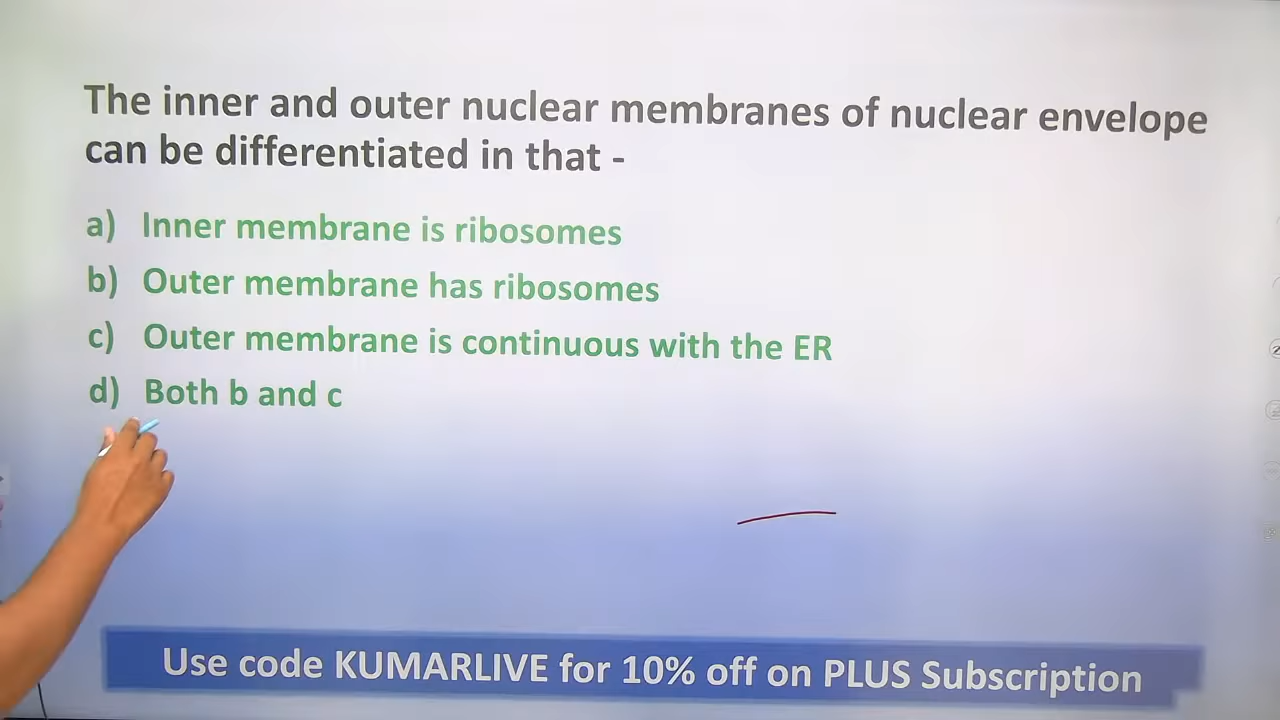 The inner and outer nuclear membranes of nuclear envelope
can be differentiated in that -
a) Inner membrane is ribosomes
b) Outer membrane has ribosomes
c) Outer membrane is continuous with the ER
d) Both b and c
Use code KUMARLIVE for 10% off on PLUS Subscription